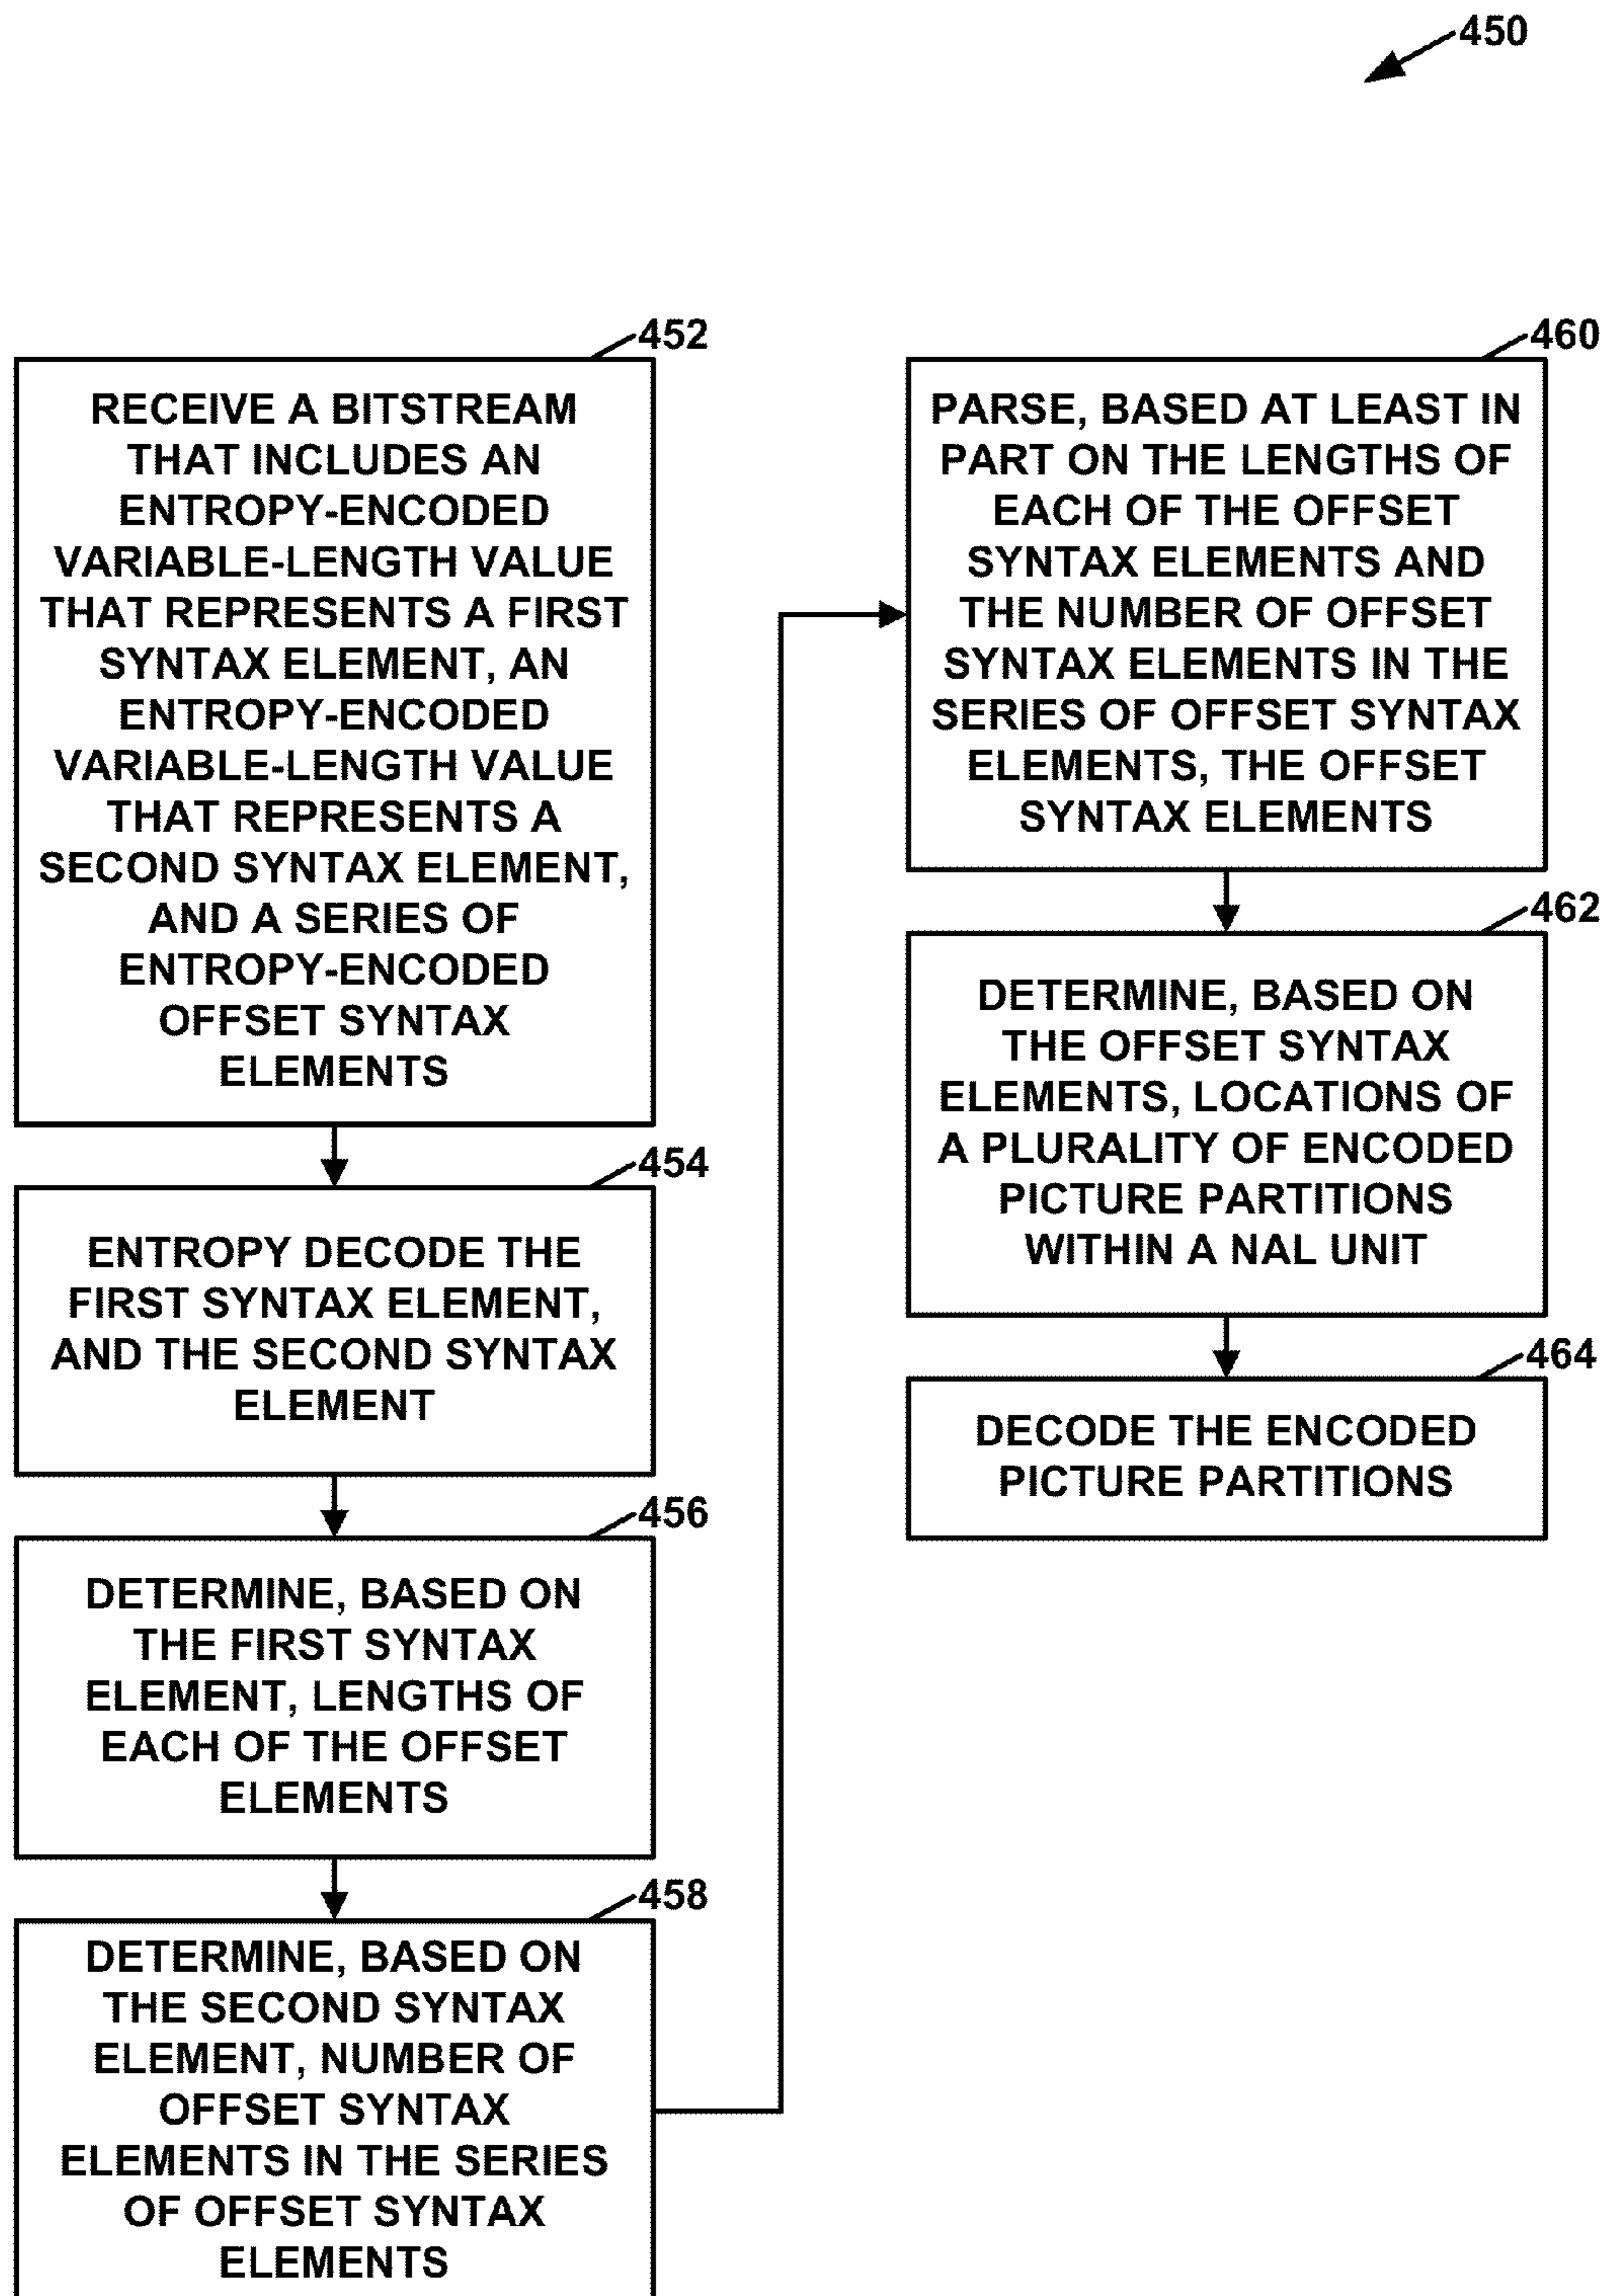 450
452
RECEIVE A BITSTREAM
THAT INCLUDES AN
ENTROPY-ENCODED
VARIABLE-LENGTH VALUE
THAT REPRESENTS A FIRST
SYNTAX ELEMENT, AN
ENTROPY-ENCODED
VARIABLE-LENGTH VALUE
THAT REPRESENTS A
SECOND SYNTAX ELEMENT,
AND A SERIES OF
ENTROPY-ENCODED
OFFSET SYNTAX
ELEMENTS
454
ENTROPY DECODE THE
FIRST SYNTAX ELEMENT,
AND THE SECOND SYNTAX
ELEMENT
456
DETERMINE, BASED ON
THE FIRST SYNTAX
ELEMENT, LENGTHS OF
EACH OF THE OFFSET
ELEMENTS
458
DETERMINE, BASED ON
THE SECOND SYNTAX
ELEMENT, NUMBER OF
OFFSET SYNTAX
ELEMENTS IN THE SERIES
OF OFFSET SYNTAX
ELEMENTS
460
PARSE, BASED AT LEAST IN
PART ON THE LENGTHS OF
EACH OF THE OFFSET
SYNTAX ELEMENTS AND
THE NUMBER OF OFFSET
SYNTAX ELEMENTS IN THE
SERIES OF OFFSET SYNTAX
ELEMENTS, THE OFFSET
SYNTAX ELEMENTS
462
DETERMINE, BASED ON
THE OFFSET SYNTAX
ELEMENTS, LOCATIONS OF
A PLURALITY OF ENCODED
PICTURE PARTITIONS
WITHIN A NAL UNIT
464
DECODE THE ENCODED
PICTURE PARTITIONS